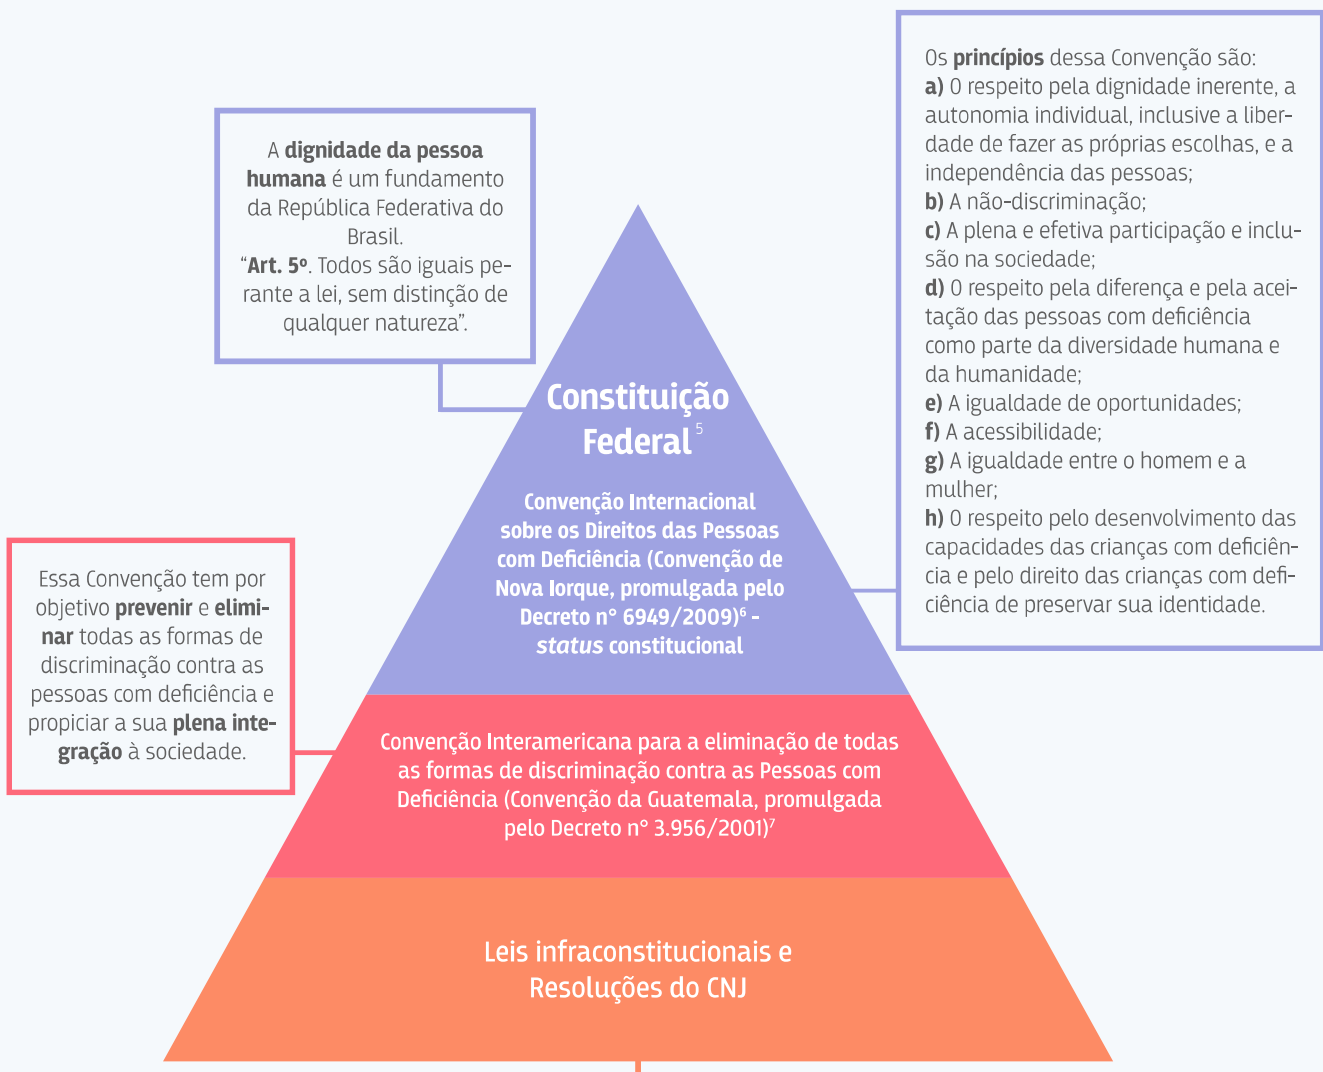 Os princípios dessa Convenção são:
a) O respeito pela dignidade inerente, a
autonomia individual, inclusive a liber-
dade de fazer as próprias escolhas, e a
independência das pessoas;
b) A não-discriminação;
c) A plena e efetiva participação e inclu-
são na sociedade;
d) O respeito pela diferença e pela acei-
tação das pessoas com deficiência
como parte da diversidade humana e
da humanidade;
e) A igualdade de oportunidades;
f) A acessibilidade;
g) A igualdade entre o homem e a
mulher;
h) O respeito pelo desenvolvimento das
capacidades das crianças com deficiên-
cia e pelo direito das crianças com defi-
ciência de preservar sua identidade.
A dignidade da pessoa
humana é um fundamento
da República Federativa do
Brasil.
“Art. 5º. Todos são iguais pe-
rante a lei, sem distinção de
qualquer natureza”.
Constituição
Federal 5
Convenção Internacional
sobre os Direitos das Pessoas
com Deficiência (Convenção de
Nova Iorque, promulgada pelo
Decreto n° 6949/2009)⁶ -
status constitucional
Essa Convenção tem por
objetivo prevenir e elimi-
nar todas as formas de
discriminação contra as
pessoas com deficiência e
propiciar a sua plena inte-
gração à sociedade.
Convenção Interamericana para a eliminação de todas
as formas de discriminação contra as Pessoas com
Deficiência (Convenção da Guatemala, promulgada
pelo Decreto n° 3.956/2001)⁷
Leis infraconstitucionais e
Resoluções do CNJ